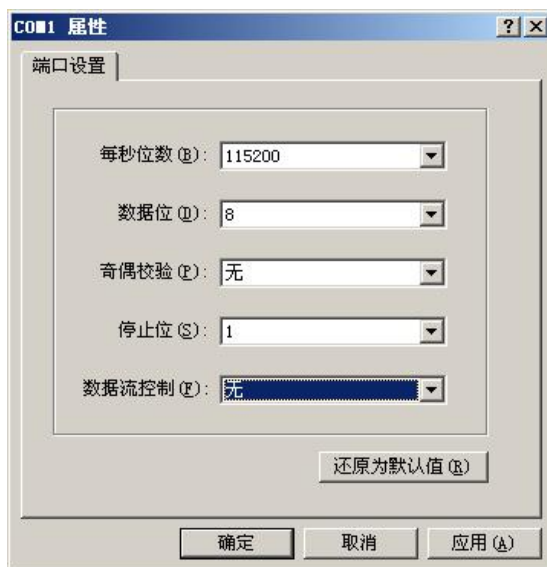 COM1 属性
端口设置
每秒位数(B): 115200
数据位(D): 8
奇偶校验(P): 无
停止位(S): 1
数据流控制(F): 无
还原为默认值(R)
确定 取消 应用(A)